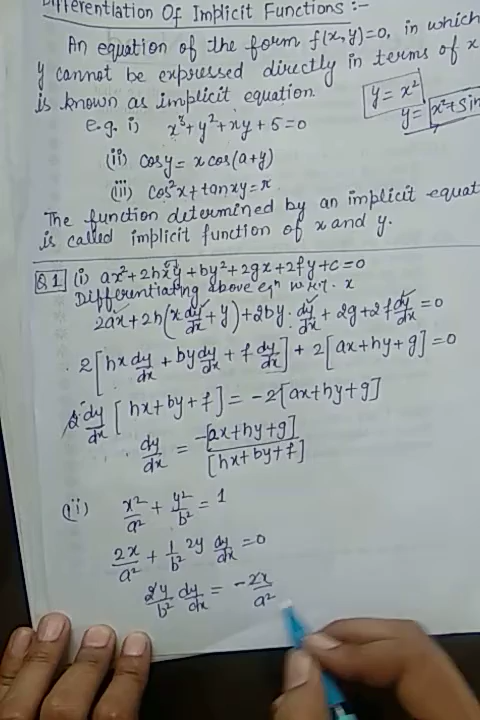 Differentiation Of Implicit Functions :-
An equation of the form f(x,y)=0, in which
y cannot be expressed directly in terms of x
is known as implicit equation.
y = x²
y = x²+sin
e.g. i) x³+y²+xy+5=0
(ii) cosy = x cos(a+y)
(iii) cos²x+tanxy=π
The function determined by an implicit equat
is called implicit function of x and y.
Q1 (i) ax²+2hxy+by²+2gx+2fy+c=0
Differentiating above eqⁿ w.r.t. x
2ax+2h(x dy/dx + y)+2by. dy/dx + 2g+2f dy/dx = 0
2[hx dy/dx + by dy/dx + f dy/dx] + 2[ax+hy+g] = 0
2 dy/dx [hx+by+f] = -2[ax+hy+g]
dy/dx = -[ax+hy+g]/[hx+by+f]
(ii) x²/a² + y²/b² = 1
2x/a² + 1/b² 2y dy/dx = 0
2y/b² dy/dx = -2x/a²